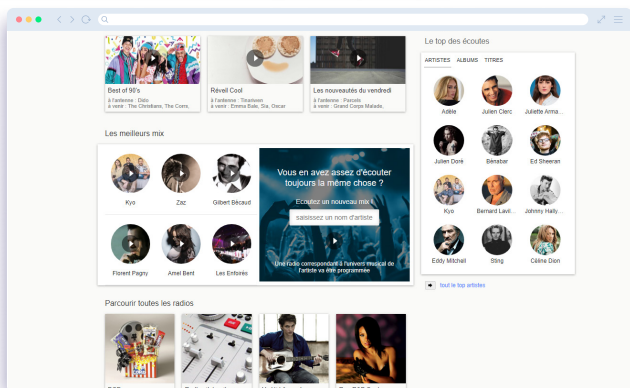 Le top des écoutes
ARTISTES ALBUMS TITRES
Best of 90's
à l'antenne : Dido
à venir : The Christians, The Corrs,
Réveil Cool
à l'antenne : Tinariwen
à venir : Emma Bale, Sia, Oscar
Les nouveautés du vendredi
à l'antenne : Parcels
à venir : Grand Corps Malade,
Adèle
Julien Clerc
Juliette Arma...
Les meilleurs mix
Julien Doré
Bénabar
Ed Sheeran
Vous en avez assez d'écouter
toujours la même chose ?
Ecoutez un nouveau mix !
saisissez un nom d'artiste
Kyo
Zaz
Gilbert Bécaud
Kyo
Bernard Lavil...
Johnny Hally...
Une radio correspondant à l'univers musical de
l'artiste va être programmée
Florent Pagny
Amel Bent
Les Enfoirés
Eddy Mitchell
Sting
Céline Dion
tout le top artistes
Parcourir toutes les radios